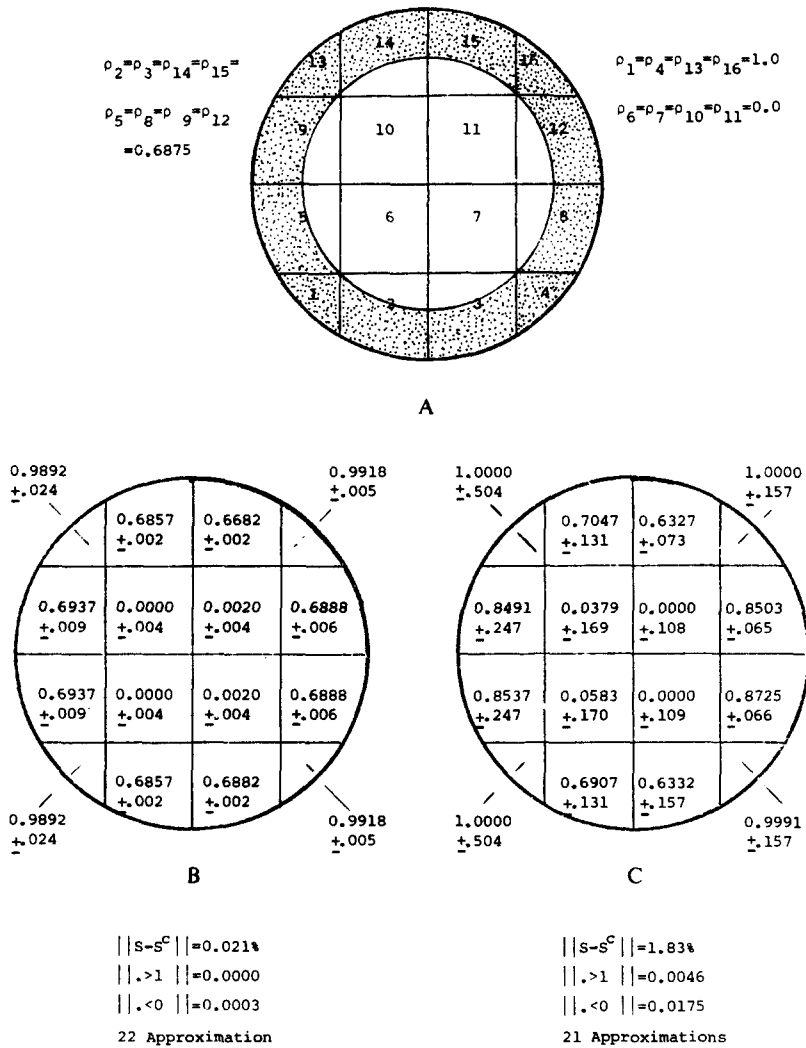 ρ2=ρ3=ρ14=ρ15=
ρ5=ρ8=ρ 9=ρ12
=0.6875
ρ1=ρ4=ρ13=ρ16=1.0
ρ6=ρ7=ρ10=ρ11=0.0
13 14 15 16
9 10 11 12
5 6 7 8
1 2 3 4
A
0.9892
±.024
0.9918
±.005
0.6857 0.6682
±.002 ±.002
0.6937 0.0000 0.0020 0.6888
±.009 ±.004 ±.004 ±.006
0.6937 0.0000 0.0020 0.6888
±.009 ±.004 ±.004 ±.006
0.6857 0.6882
±.002 ±.002
0.9892
±.024
0.9918
±.005
B
1.0000
±.504
1.0000
±.157
0.7047 0.6327
±.131 ±.073
0.8491 0.0379 0.0000 0.8503
±.247 ±.169 ±.108 ±.065
0.8537 0.0583 0.0000 0.8725
±.247 ±.170 ±.109 ±.066
0.6907 0.6332
±.131 ±.157
1.0000
±.504
0.9991
±.157
C
||S-S^C||=0.021%
||.>1 ||=0.0000
||.<0 ||=0.0003
22 Approximation
||S-S^C||=1.83%
||.>1 ||=0.0046
||.<0 ||=0.0175
21 Approximations